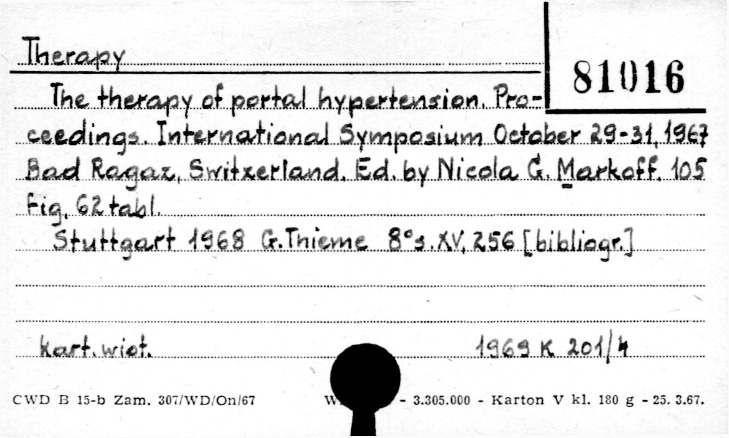 Therapy
81016
The therapy of portal hypertension. Pro-
ceedings. International Symposium October 29-31, 1967
Bad Ragaz, Switzerland. Ed. by Nicola G. Markoff. 105
fig. 62 tabl.
Stuttgart 1968 G. Thieme 8° s. XV, 256 [bibliogr.]
kart. wiet. 1969 K 201/4
CWD B 15-b Zam. 307/WD/On/67 - 3.305.000 - Karton V kl. 180 g - 25. 3.67.